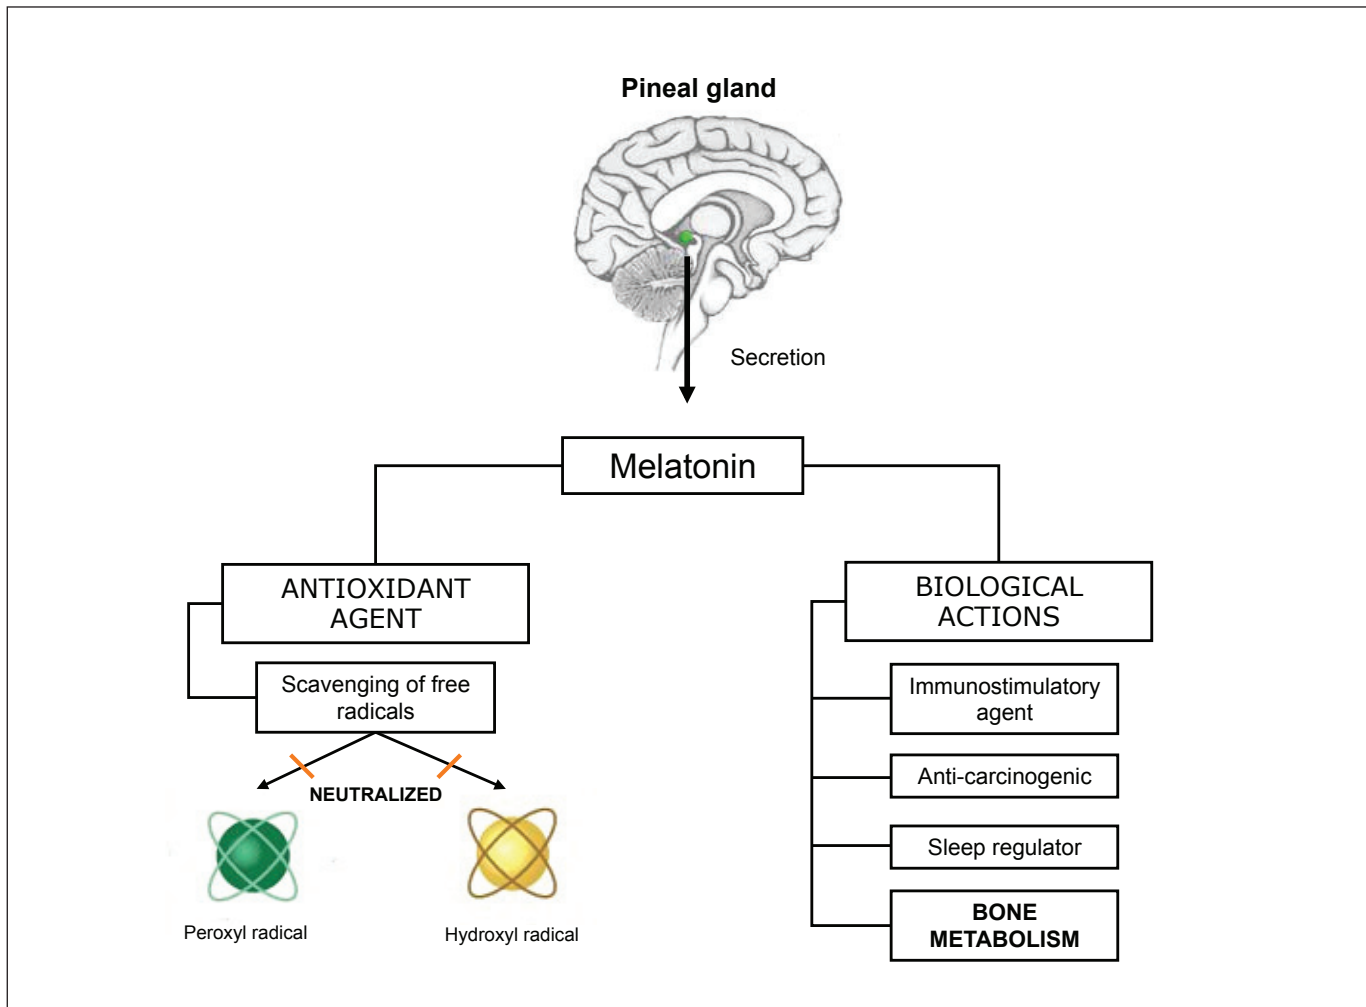 Pineal gland
Secretion
Melatonin
ANTIOXIDANT
AGENT
Scavenging of free
radicals
NEUTRALIZED
Peroxyl radical
Hydroxyl radical
BIOLOGICAL
ACTIONS
Immunostimulatory
agent
Anti-carcinogenic
Sleep regulator
BONE
METABOLISM